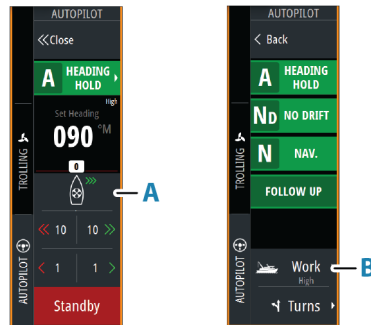 AUTOPILOT
Close
A HEADING HOLD
High
Set Heading
090 °M
0
A
10 10
1 1
Standby
TROLLING
AUTOPILOT
AUTOPILOT
Back
A HEADING HOLD
ND NO DRIFT
N NAV.
FOLLOW UP
Work
High
B
Turns
TROLLING
AUTOPILOT